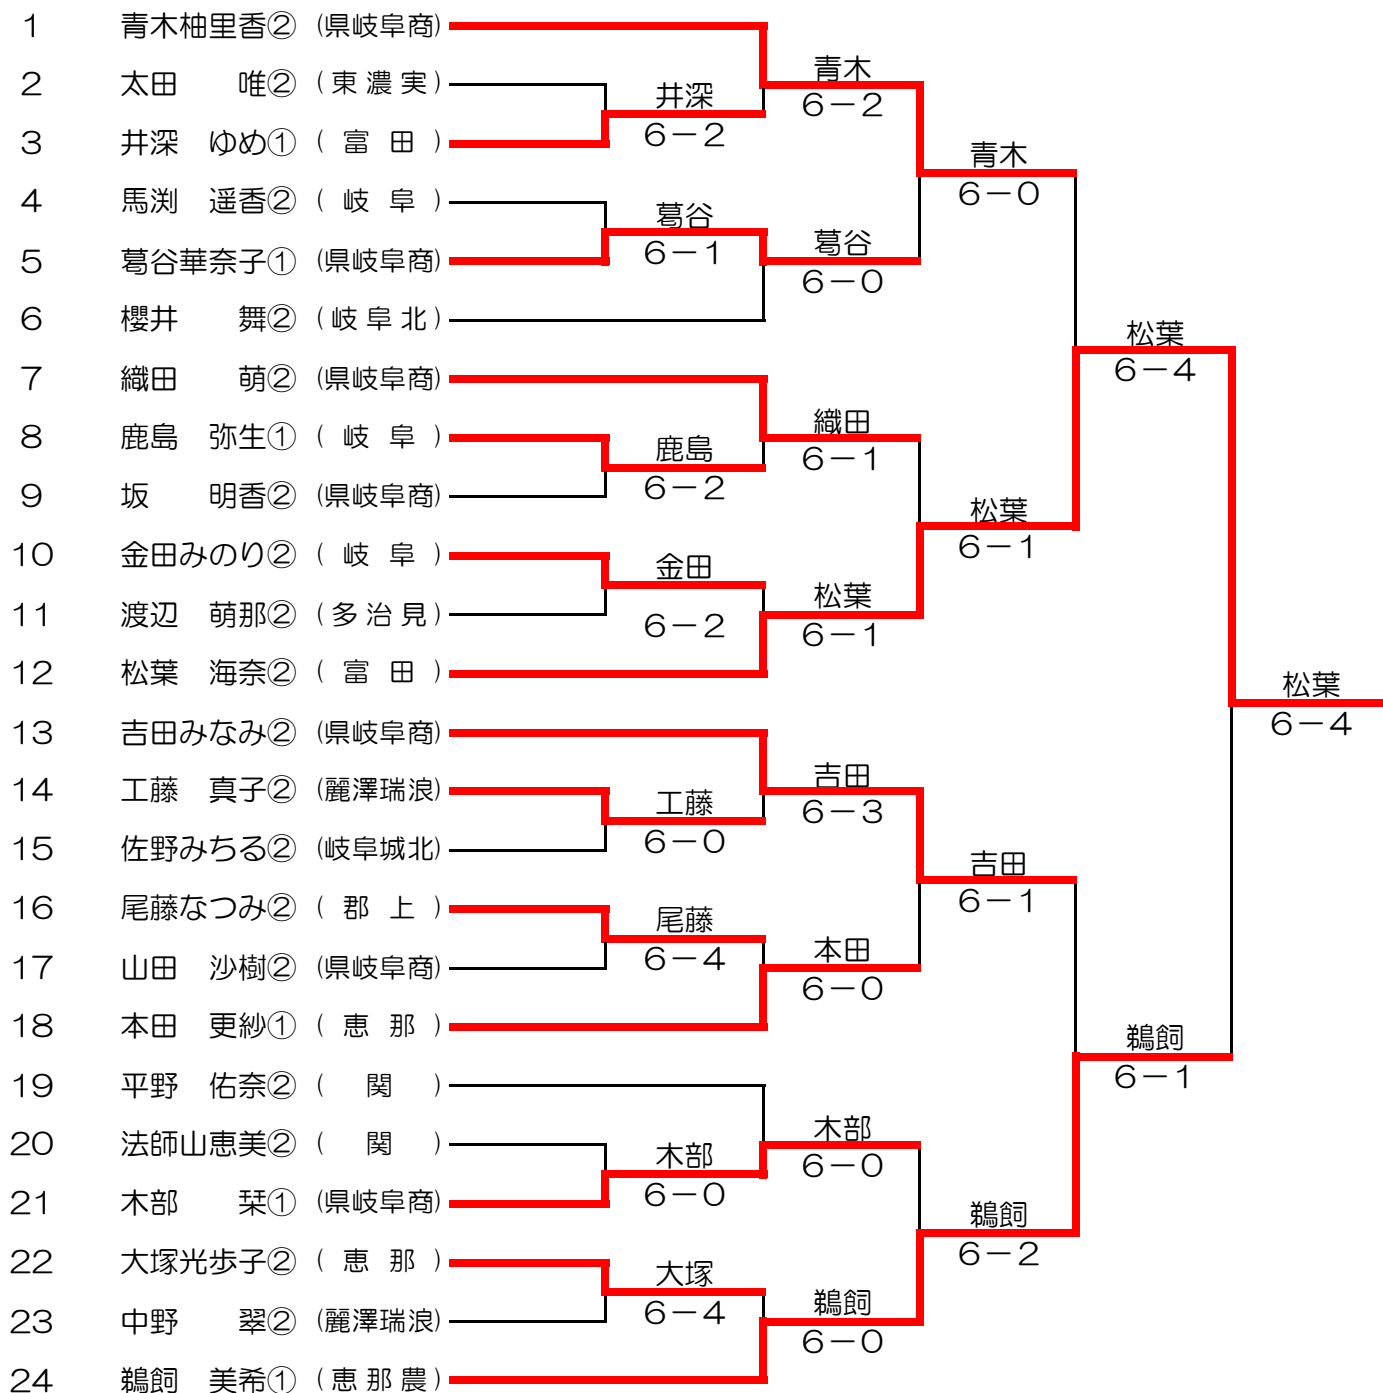 1 青木柚里香② (県岐阜商)
青木
2 太田 唯② (東濃実)
井深
6-2
6-2
3 井深 ゆめ① (富田)
青木
6-0
4 馬渕 遥香② (岐阜)
葛谷
葛谷
6-1
5 葛谷華奈子① (県岐阜商)
6-0
6 櫻井 舞② (岐阜北)
松葉
6-4
7 織田 萌② (県岐阜商)
織田
8 鹿島 弥生① (岐阜)
鹿島
6-1
6-2
9 坂 明香② (県岐阜商)
松葉
6-1
10 金田みのり② (岐阜)
金田
松葉
11 渡辺 萌那② (多治見)
6-2
6-1
12 松葉 海奈② (富田)
松葉
6-4
13 吉田みなみ② (県岐阜商)
吉田
14 工藤 真子② (麗澤瑞浪)
工藤
6-3
6-0
15 佐野みちる② (岐阜城北)
吉田
6-1
16 尾藤なつみ② (郡上)
尾藤
本田
6-4
17 山田 沙樹② (県岐阜商)
6-0
18 本田 更紗① (恵那)
鵜飼
6-1
19 平野 佑奈② (関)
木部
20 法師山恵美② (関)
木部
6-0
6-0
21 木部 栞① (県岐阜商)
鵜飼
6-2
22 大塚光歩子② (恵那)
大塚
鵜飼
6-4
23 中野 翠② (麗澤瑞浪)
6-0
24 鵜飼 美希① (恵那農)